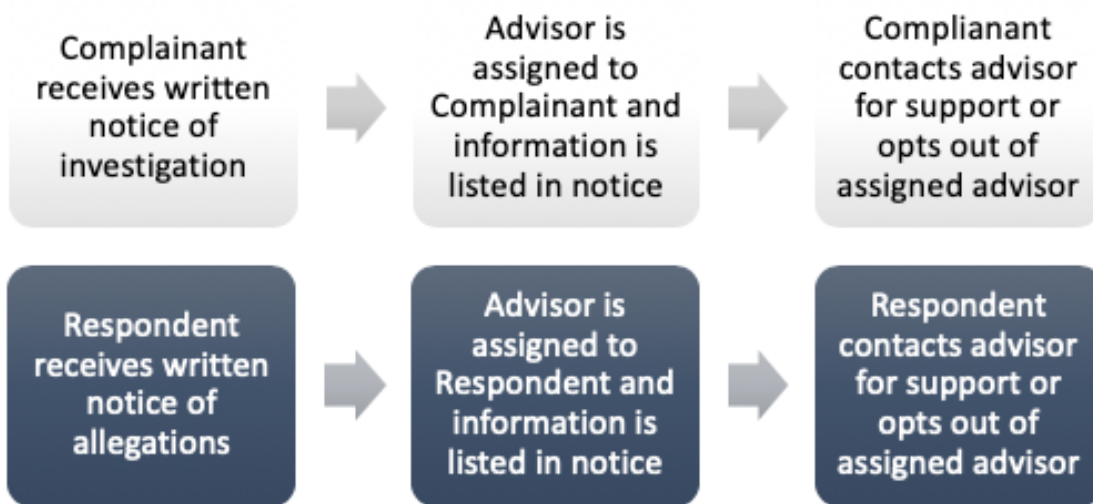 Complainant
receives written
notice of
investigation
Advisor is
assigned to
Complainant and
information is
listed in notice
Complianant
contacts advisor
for support or
opts out of
assigned advisor
Respondent
receives written
notice of
allegations
Advisor is
assigned to
Respondent and
information is
listed in notice
Respondent
contacts advisor
for support or
opts out of
assigned advisor